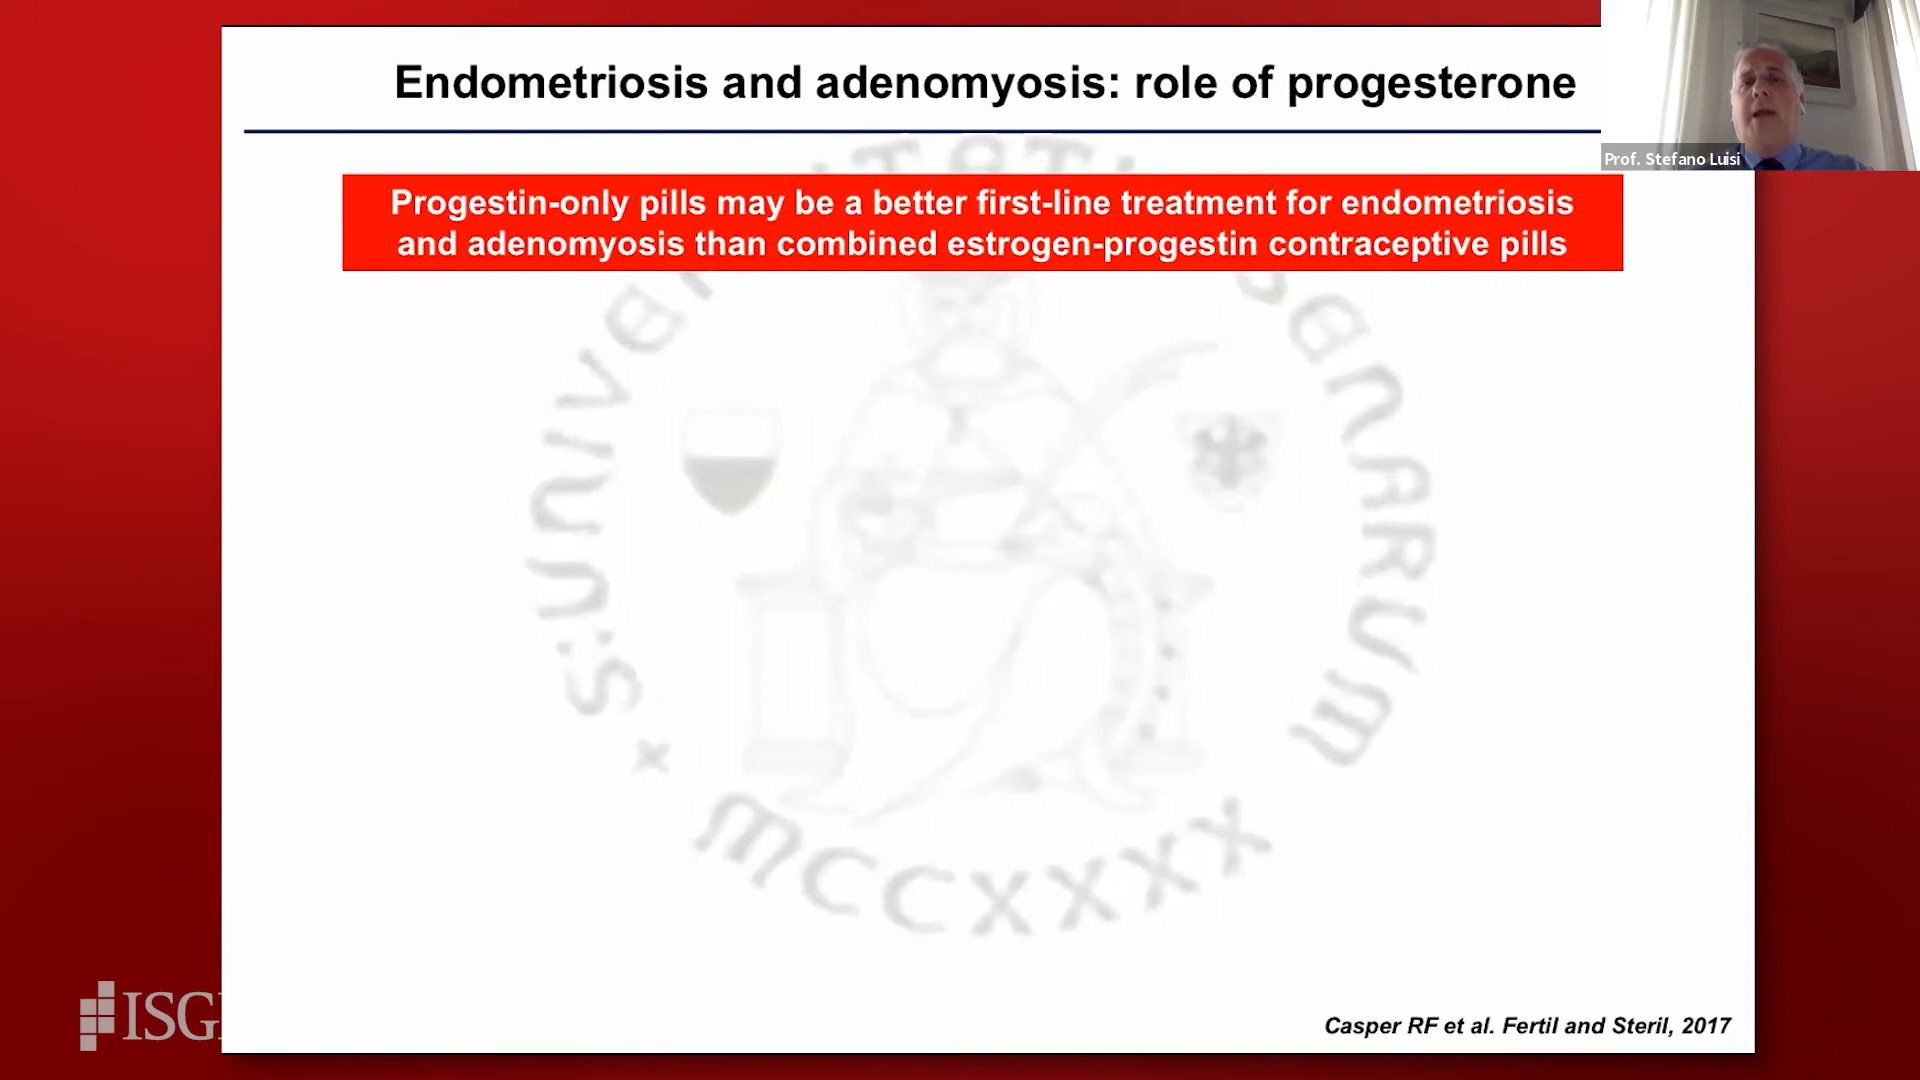 Endometriosis and adenomyosis: role of progesterone
Prof. Stefano Luisi
Progestin-only pills may be a better first-line treatment for endometriosis
and adenomyosis than combined estrogen-progestin contraceptive pills
MCCXXXX
ISG
Casper RF et al. Fertil and Steril, 2017